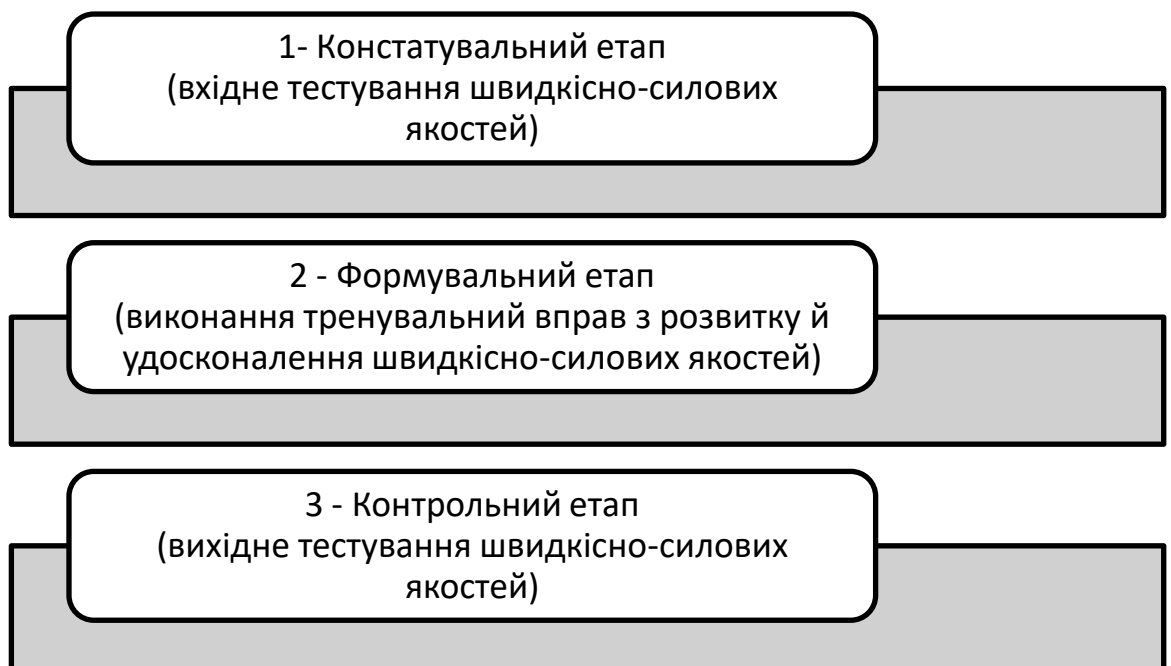 1- Констатувальний етап
(вхідне тестування швидкісно-силових
якостей)
2 - Формувальний етап
(виконання тренувальний вправ з розвитку й
удосконалення швидкісно-силових якостей)
3 - Контрольний етап
(вихідне тестування швидкісно-силових
якостей)